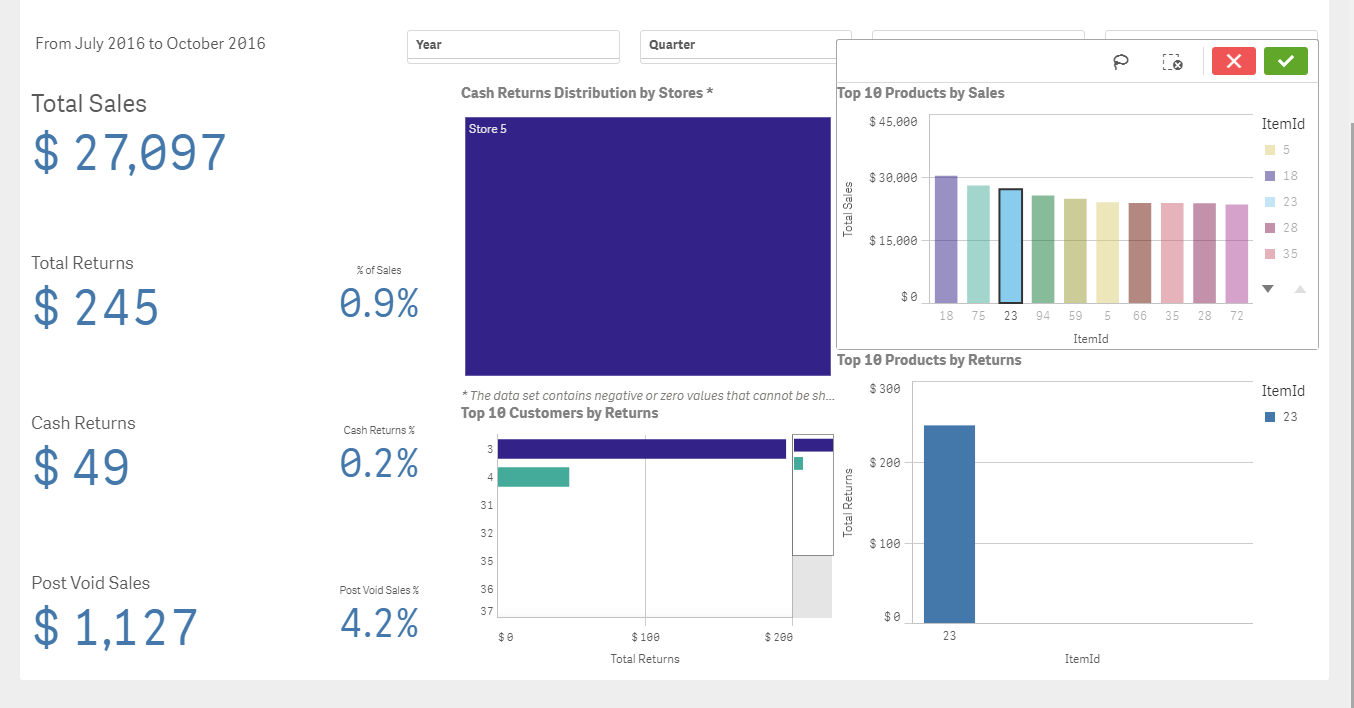 From July 2016 to October 2016
Year
Quarter
Total Sales
$ 27,097
Total Returns
$ 245
% of Sales
0.9%
Cash Returns
$ 49
Cash Returns %
0.2%
Post Void Sales
$ 1,127
Post Void Sales %
4.2%
Cash Returns Distribution by Stores *
Store 5
* The data set contains negative or zero values that cannot be sh...
Top 10 Customers by Returns
3
4
31
32
35
36
37
$ 0
$ 100
$ 200
Total Returns
Top 10 Products by Sales
Total Sales
$ 45,000
$ 30,000
$ 15,000
$ 0
18
75
23
94
59
5
66
35
28
72
ItemId
ItemId
5
18
23
28
35
Top 10 Products by Returns
Total Returns
$ 300
$ 200
$ 100
$ 0
23
ItemId
ItemId
23